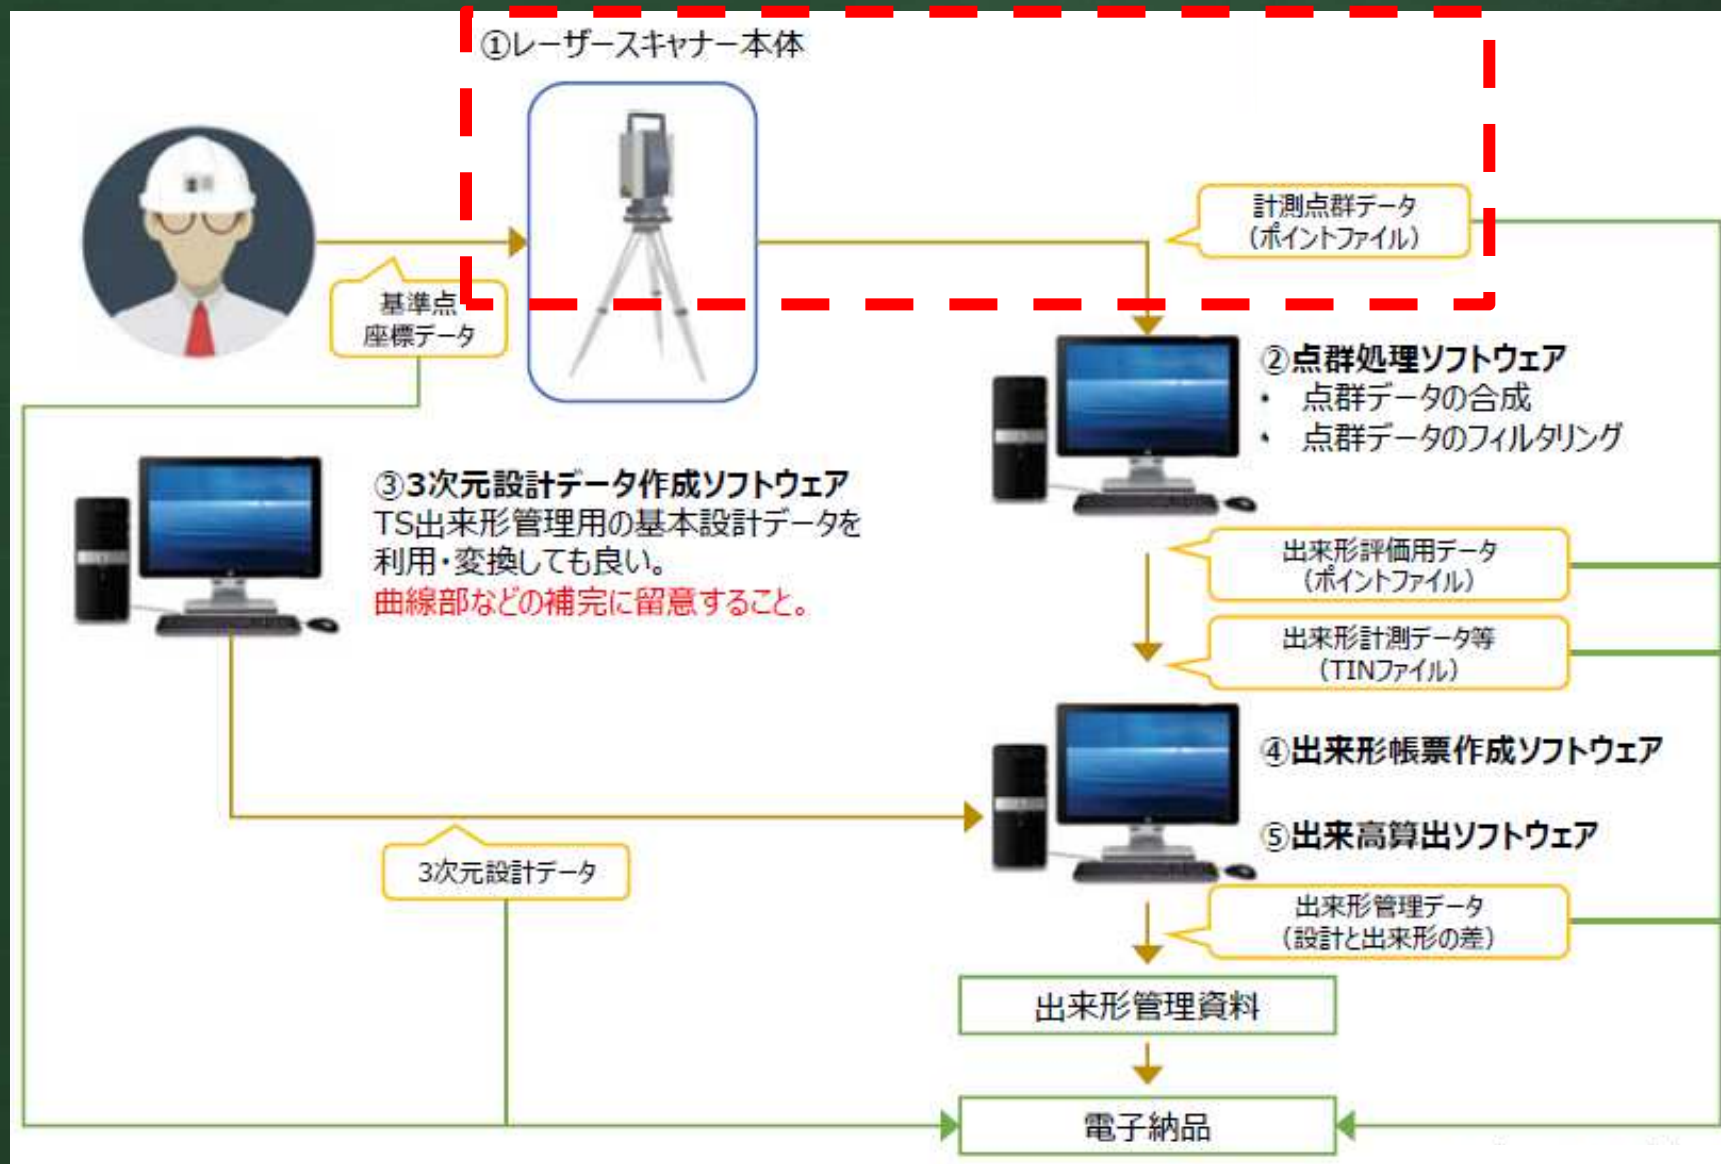 ①レーザースキャナー本体
計測点群データ
（ポイントファイル）
基準点
座標データ
②点群処理ソフトウェア
・ 点群データの合成
・ 点群データのフィルタリング
③3次元設計データ作成ソフトウェア
TS出来形管理用の基本設計データを
利用・変換しても良い。
曲線部などの補完に留意すること。
出来形評価用データ
（ポイントファイル）
出来形計測データ等
（TINファイル）
④出来形帳票作成ソフトウェア
⑤出来高算出ソフトウェア
3次元設計データ
出来形管理データ
（設計と出来形の差）
出来形管理資料
電子納品